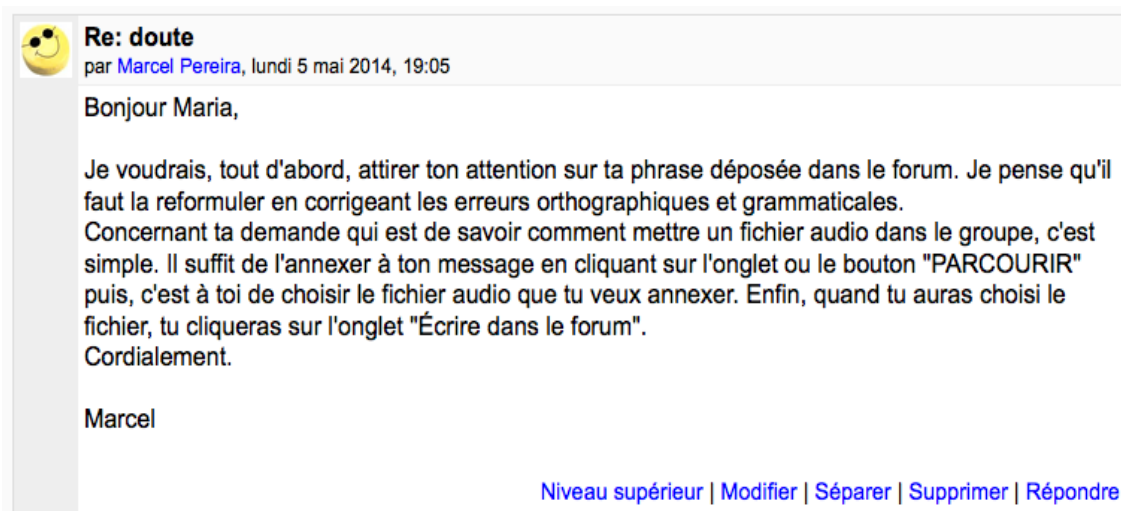 Re: doute
par Marcel Pereira, lundi 5 mai 2014, 19:05
Bonjour Maria,
Je voudrais, tout d'abord, attirer ton attention sur ta phrase déposée dans le forum. Je pense qu'il
faut la reformuler en corrigeant les erreurs orthographiques et grammaticales.
Concernant ta demande qui est de savoir comment mettre un fichier audio dans le groupe, c'est
simple. Il suffit de l'annexer à ton message en cliquant sur l'onglet ou le bouton "PARCOURIR"
puis, c'est à toi de choisir le fichier audio que tu veux annexer. Enfin, quand tu auras choisi le
fichier, tu cliqueras sur l'onglet "Écrire dans le forum".
Cordialement.
Marcel
Niveau supérieur | Modifier | Séparer | Supprimer | Répondre